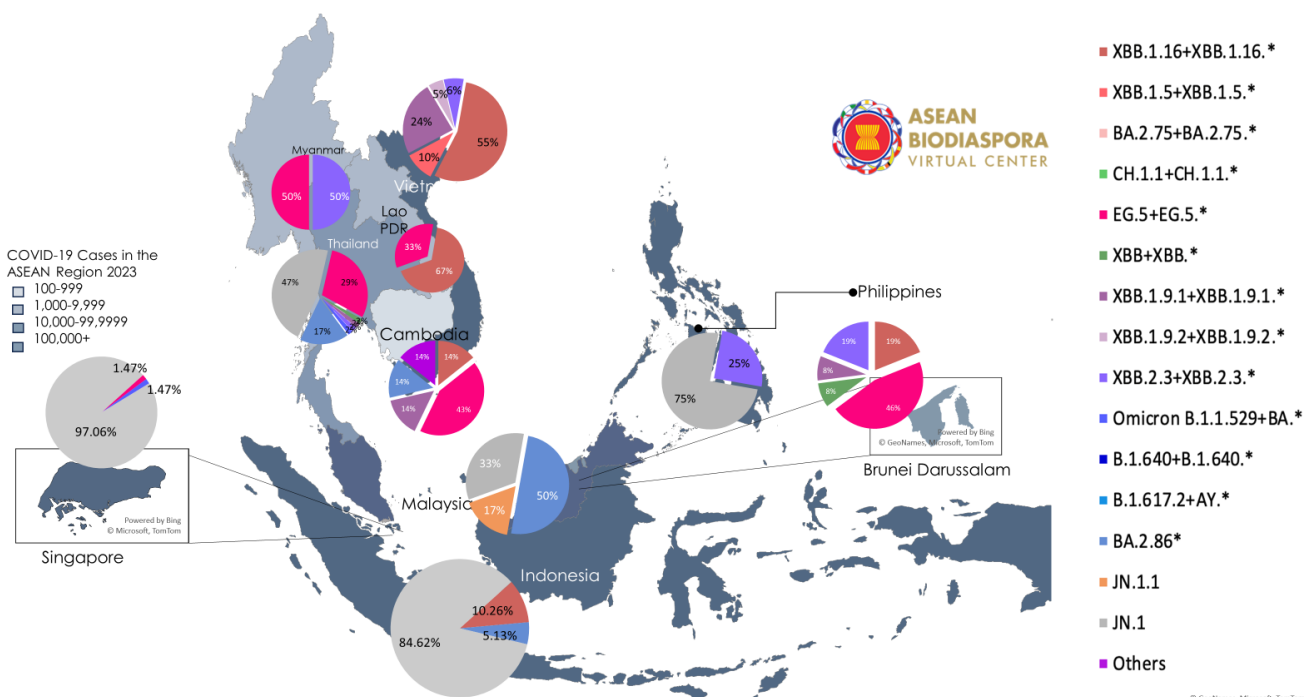 XBB.1.16+XBB.1.16.*
XBB.1.5+XBB.1.5.*
BA.2.75+BA.2.75.*
CH.1.1+CH.1.1.*
EG.5+EG.5.*
XBB+XBB.*
XBB.1.9.1+XBB.1.9.1.*
XBB.1.9.2+XBB.1.9.2.*
XBB.2.3+XBB.2.3.*
Omicron B.1.1.529+BA.*
B.1.640+B.1.640.*
B.1.617.2+AY.*
BA.2.86*
JN.1.1
JN.1
Others
ASEAN
BIODIASPORA
VIRTUAL CENTER
5%
6%
24%
55%
10%
Vietn
Myanmar
50%
50%
Lao
PDR
33%
67%
Thailand
47%
29%
17%
COVID-19 Cases in the
ASEAN Region 2023
100-999
1,000-9,999
10,000-99,9999
100,000+
1.47%
1.47%
97.06%
Powered by Bing
© Microsoft, TomTom
Singapore
Cambodia
14%
14%
14%
14%
43%
Philippines
25%
75%
19%
19%
8%
8%
46%
Powered by Bing
© GeoNames, Microsoft, TomTom
Brunei Darussalam
33%
50%
17%
Malaysia
Indonesia
10.26%
5.13%
84.62%